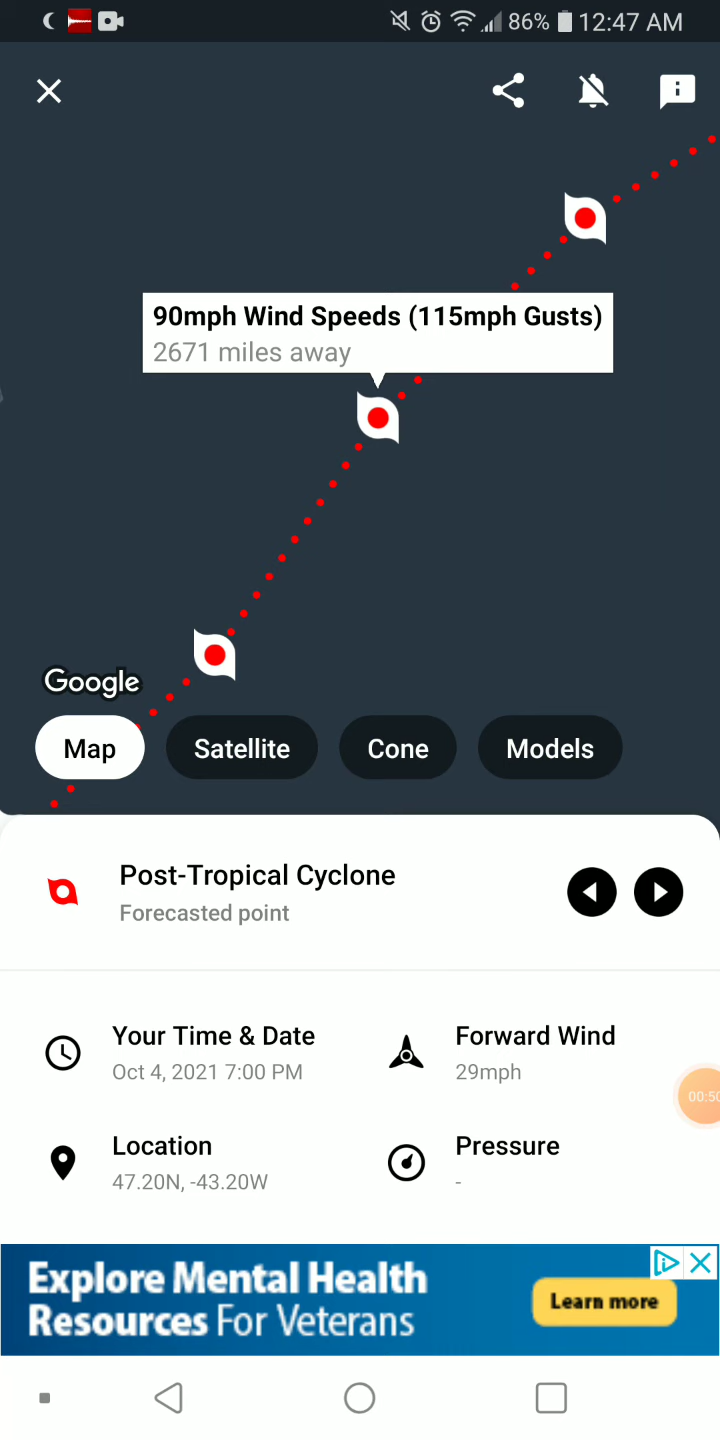 86% 12:47 AM
90mph Wind Speeds (115mph Gusts)
2671 miles away
Google
Map Satellite Cone Models
Post-Tropical Cyclone
Forecasted point
Your Time & Date
Oct 4, 2021 7:00 PM
Forward Wind
29mph
00:50
Location
47.20N, -43.20W
Pressure
-
Explore Mental Health
Resources For Veterans
Learn more